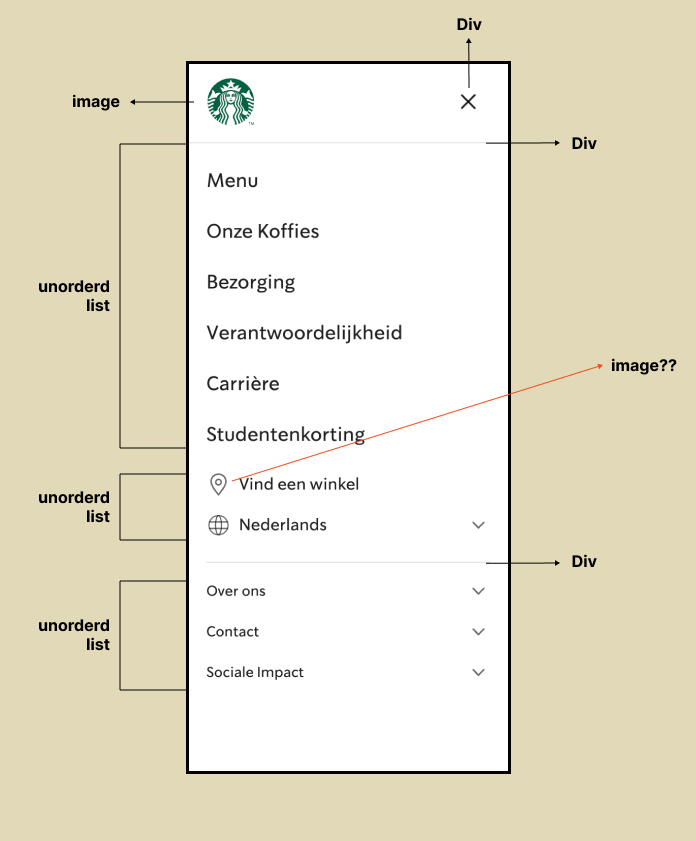 Div
image
TM
Div
Menu
Onze Koffies
Bezorging
unorderd
list
Verantwoordelijkheid
image??
Carrière
Studentenkorting
Vind een winkel
unorderd
list
Nederlands
Div
Over ons
Contact
unorderd
list
Sociale Impact